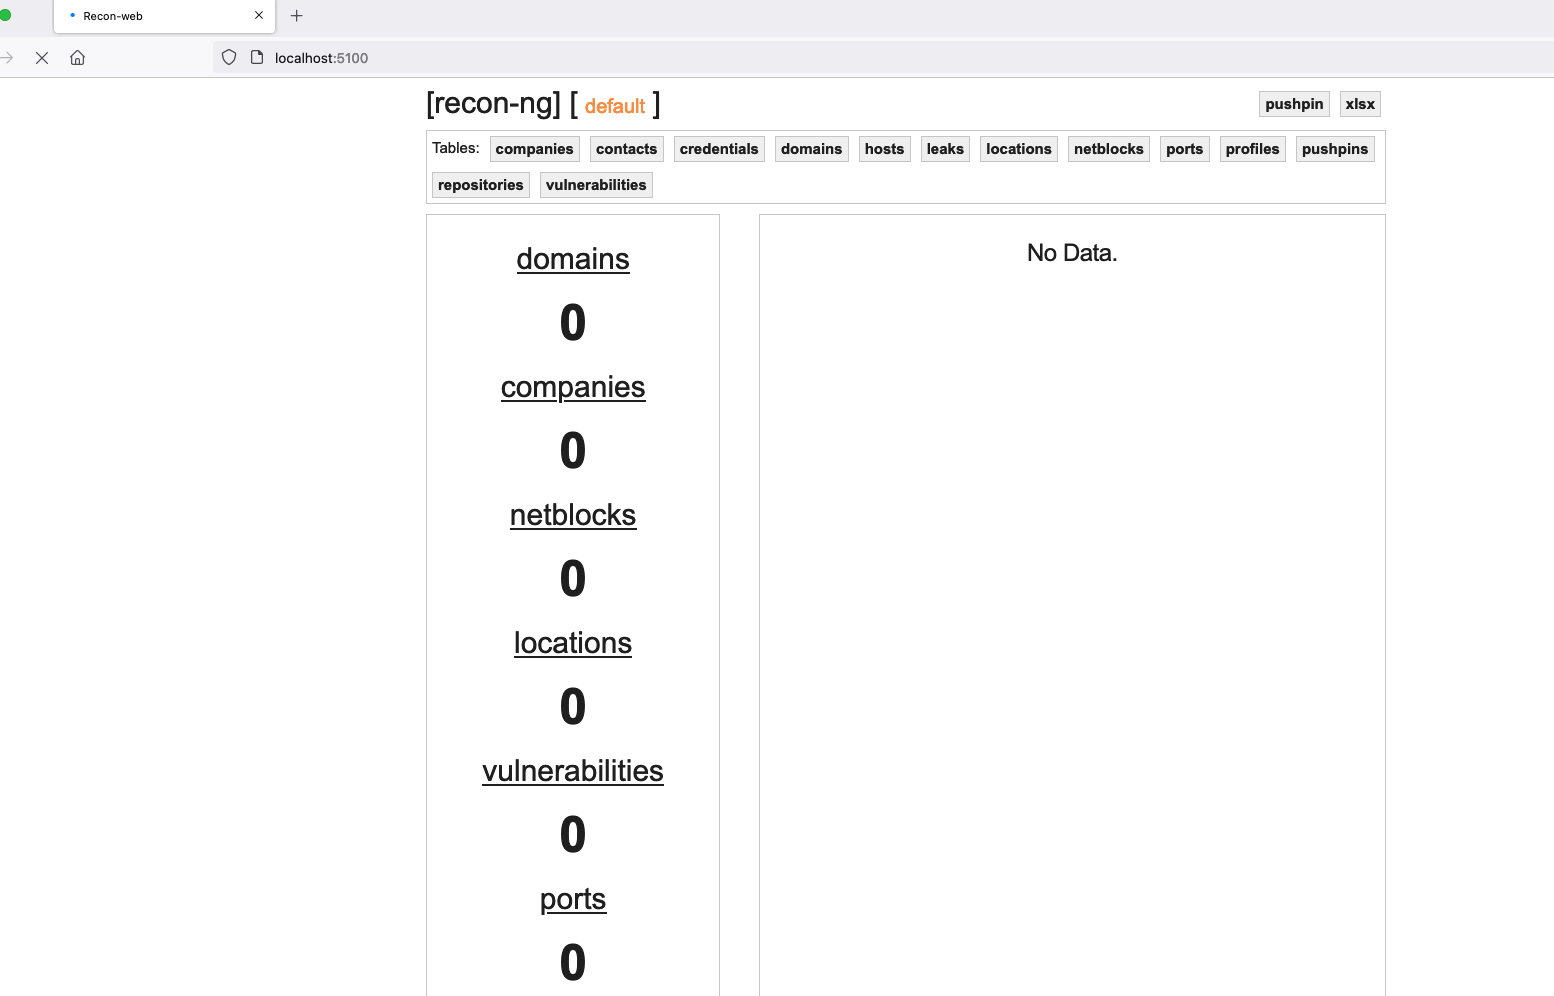 Recon-web
localhost:5100
[recon-ng] [ default ]
pushpin xlsx
Tables: companies contacts credentials domains hosts leaks locations netblocks ports profiles pushpins
repositories vulnerabilities
domains
0
No Data.
companies
0
netblocks
0
locations
0
vulnerabilities
0
ports
0